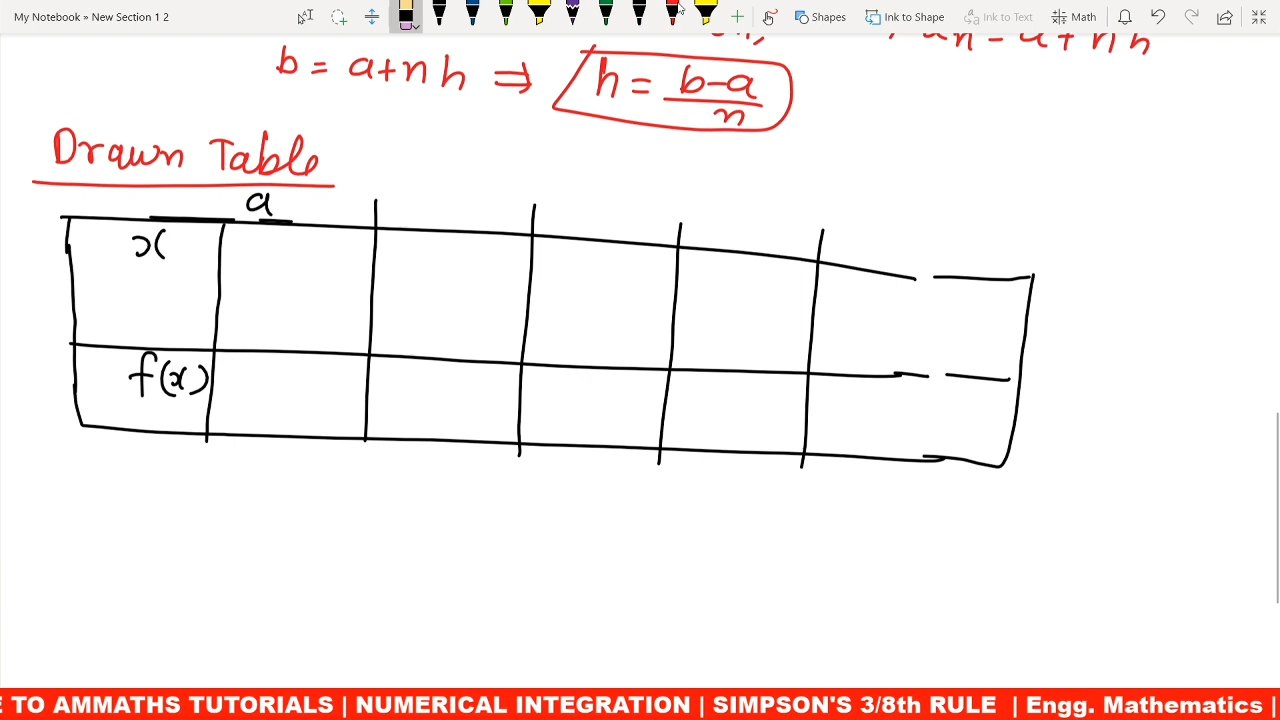 My Notebook » New Section 1 2
Shapes
Ink to Shape
Ink to Text
Math
b = a+nh ⇒ h = b-a/n
Drawn Table
a
x
f(x)
TO AMMATHS TUTORIALS | NUMERICAL INTEGRATION | SIMPSON'S 3/8th RULE | Engg. Mathematics |